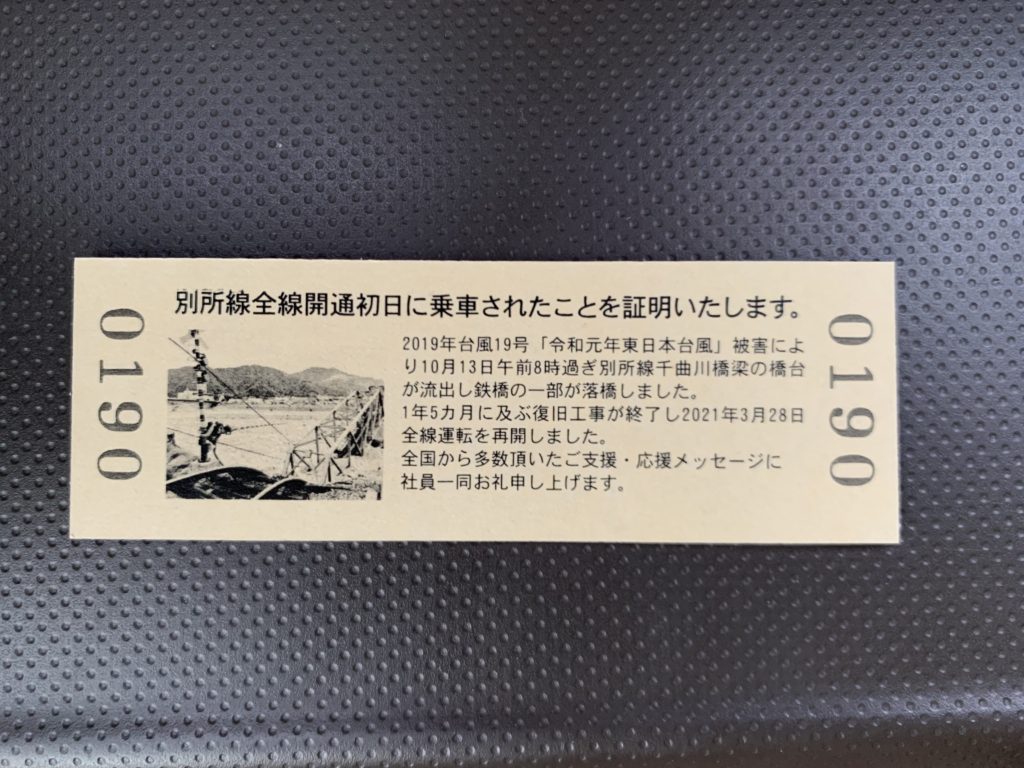 別所線全線開通初日に乗車されたことを証明いたします。
2019年台風19号「令和元年東日本台風」被害によ
り10月13日午前8時過ぎ別所線千曲川橋梁の橋台
が流出し鉄橋の一部が落橋しました。
1年5カ月に及ぶ復旧工事が終了し2021年3月28日
全線運転を再開しました。
全国から多数頂いたご支援・応援メッセージに
社員一同お礼申し上げます。
0190
0190